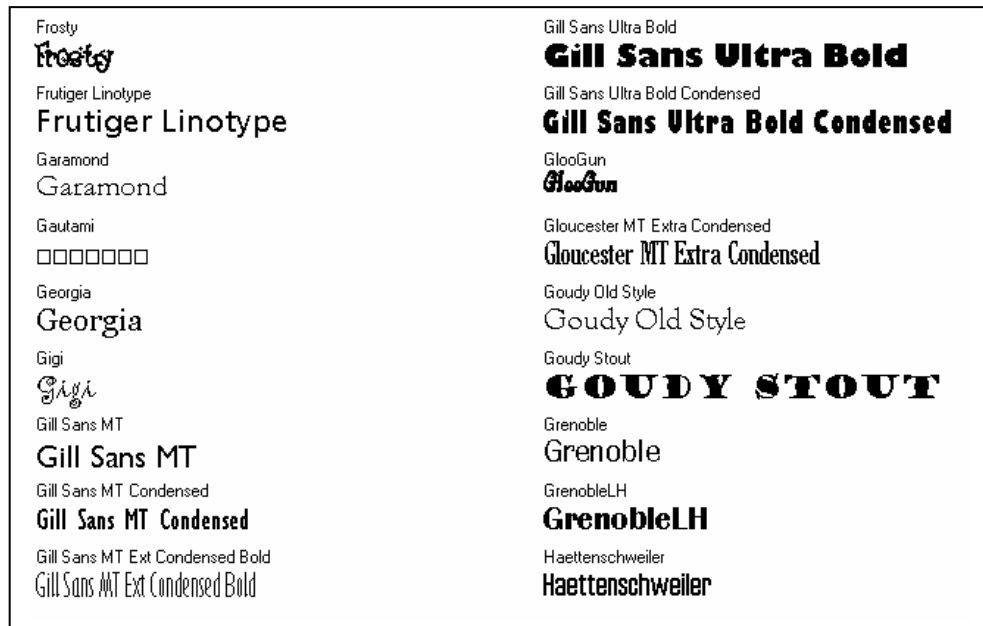 Frosty
Frosty
Frutiger Linotype
Frutiger Linotype
Garamond
Garamond
Gautami
□□□□□□□
Georgia
Georgia
Gigi
Gigi
Gill Sans MT
Gill Sans MT
Gill Sans MT Condensed
Gill Sans MT Condensed
Gill Sans MT Ext Condensed Bold
Gill Sans MT Ext Condensed Bold
Gill Sans Ultra Bold
Gill Sans Ultra Bold
Gill Sans Ultra Bold Condensed
Gill Sans Ultra Bold Condensed
GlooGun
GlooGun
Gloucester MT Extra Condensed
Gloucester MT Extra Condensed
Goudy Old Style
Goudy Old Style
Goudy Stout
GOUDY STOUT
Grenoble
Grenoble
GrenobleLH
GrenobleLH
Haettenschweiler
Haettenschweiler